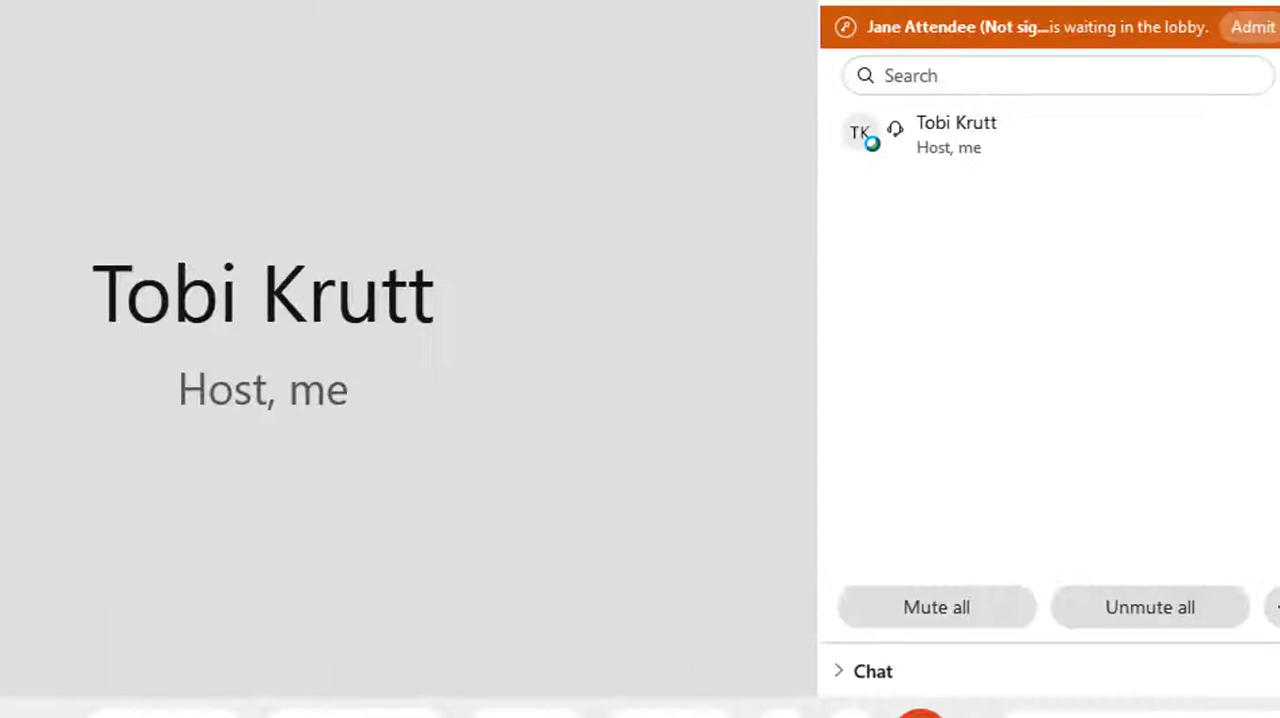 Jane Attendee (Not sig...is waiting in the lobby. Admit
Search
TK Tobi Krutt
Host, me
Tobi Krutt
Host, me
Mute all Unmute all
Chat